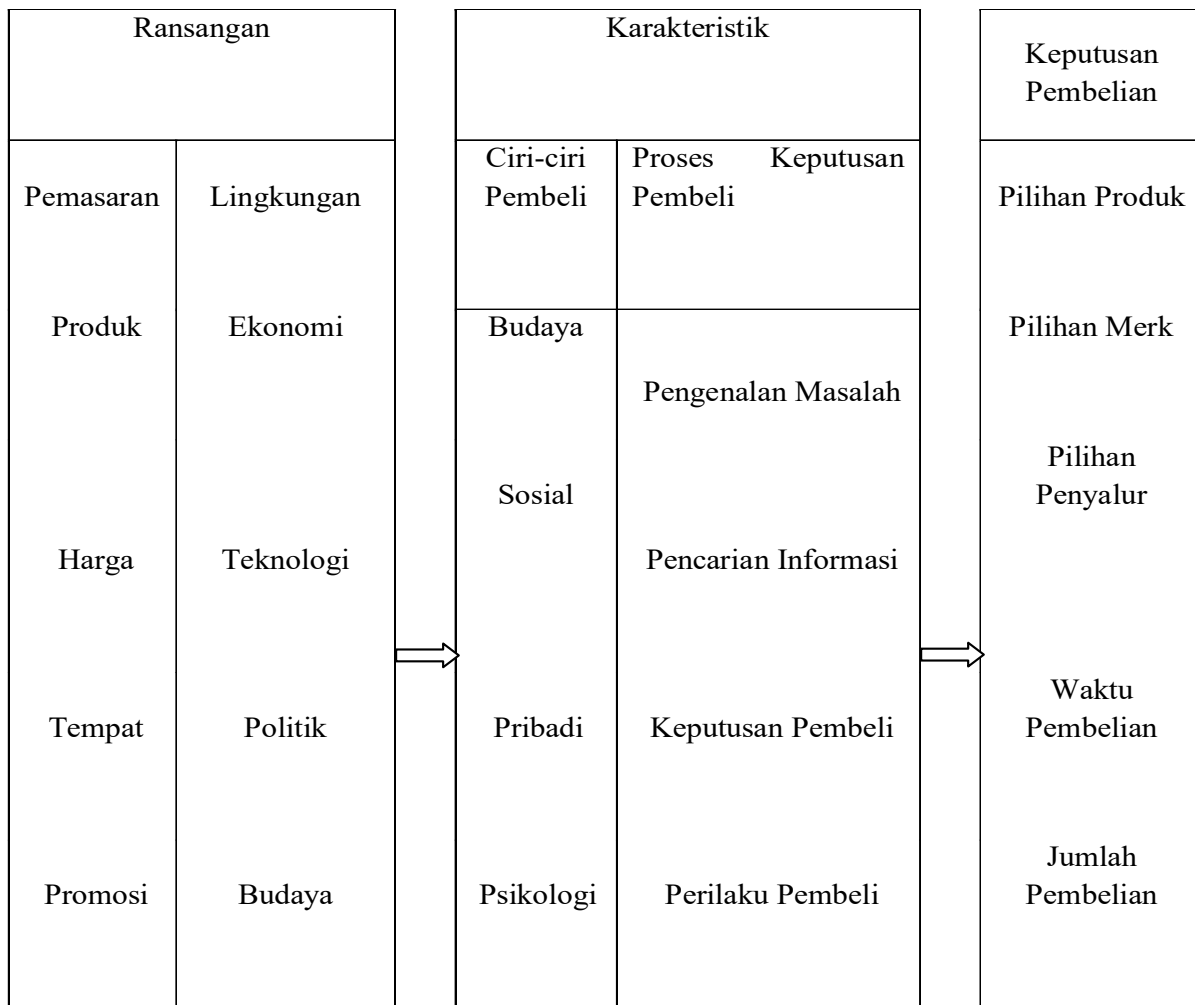 Ransangan
Pemasaran
Produk
Harga
Tempat
Promosi
Lingkungan
Ekonomi
Teknologi
Politik
Budaya
Karakteristik
Ciri-ciri
Pembeli
Budaya
Sosial
Pribadi
Psikologi
Proses Keputusan
Pembeli
Pengenalan Masalah
Pencarian Informasi
Keputusan Pembeli
Perilaku Pembeli
Keputusan
Pembelian
Pilihan Produk
Pilihan Merk
Pilihan
Penyalur
Waktu
Pembelian
Jumlah
Pembelian